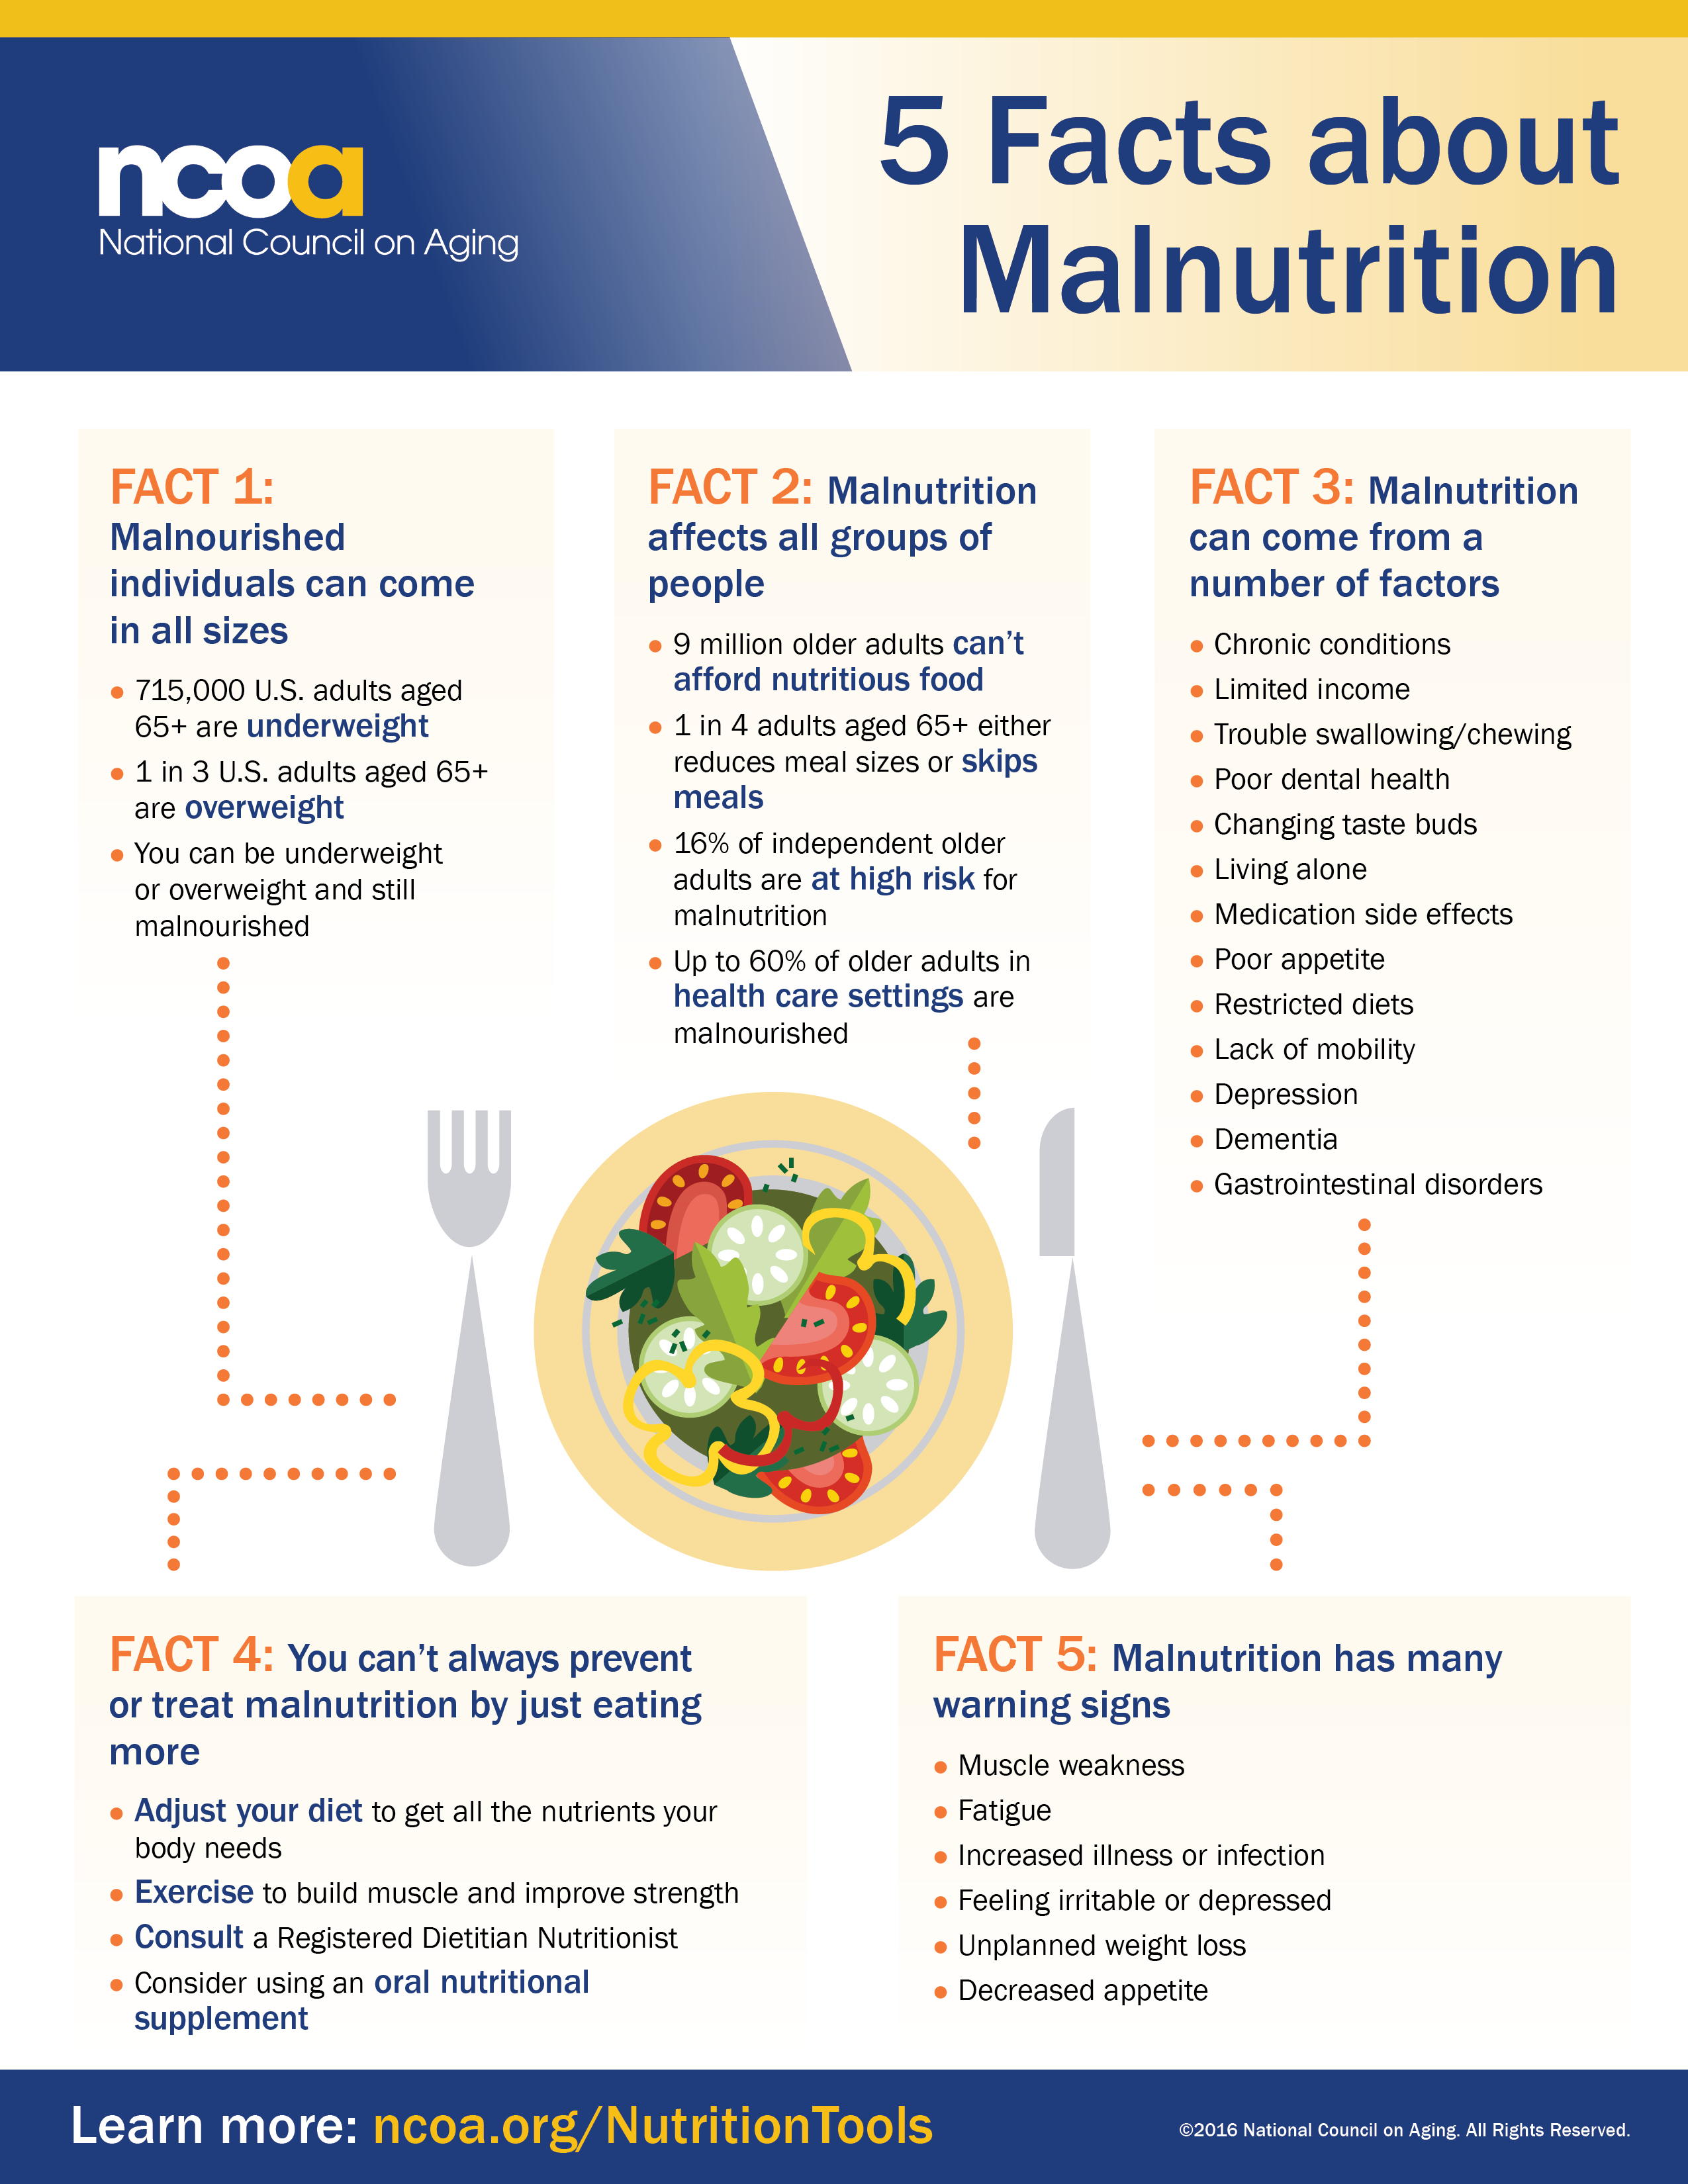 ncoa
National Council on Aging
5 Facts about
Malnutrition
FACT 1:
Malnourished
individuals can come
in all sizes
• 715,000 U.S. adults aged
65+ are underweight
• 1 in 3 U.S. adults aged 65+
are overweight
• You can be underweight
or overweight and still
malnourished
FACT 2: Malnutrition
affects all groups of
people
• 9 million older adults can’t
afford nutritious food
• 1 in 4 adults aged 65+ either
reduces meal sizes or skips
meals
• 16% of independent older
adults are at high risk for
malnutrition
• Up to 60% of older adults in
health care settings are
malnourished
FACT 3: Malnutrition
can come from a
number of factors
• Chronic conditions
• Limited income
• Trouble swallowing/chewing
• Poor dental health
• Changing taste buds
• Living alone
• Medication side effects
• Poor appetite
• Restricted diets
• Lack of mobility
• Depression
• Dementia
• Gastrointestinal disorders
FACT 4: You can’t always prevent
or treat malnutrition by just eating
more
• Adjust your diet to get all the nutrients your
body needs
• Exercise to build muscle and improve strength
• Consult a Registered Dietitian Nutritionist
• Consider using an oral nutritional
supplement
FACT 5: Malnutrition has many
warning signs
• Muscle weakness
• Fatigue
• Increased illness or infection
• Feeling irritable or depressed
• Unplanned weight loss
• Decreased appetite
Learn more: ncoa.org/NutritionTools
©2016 National Council on Aging. All Rights Reserved.